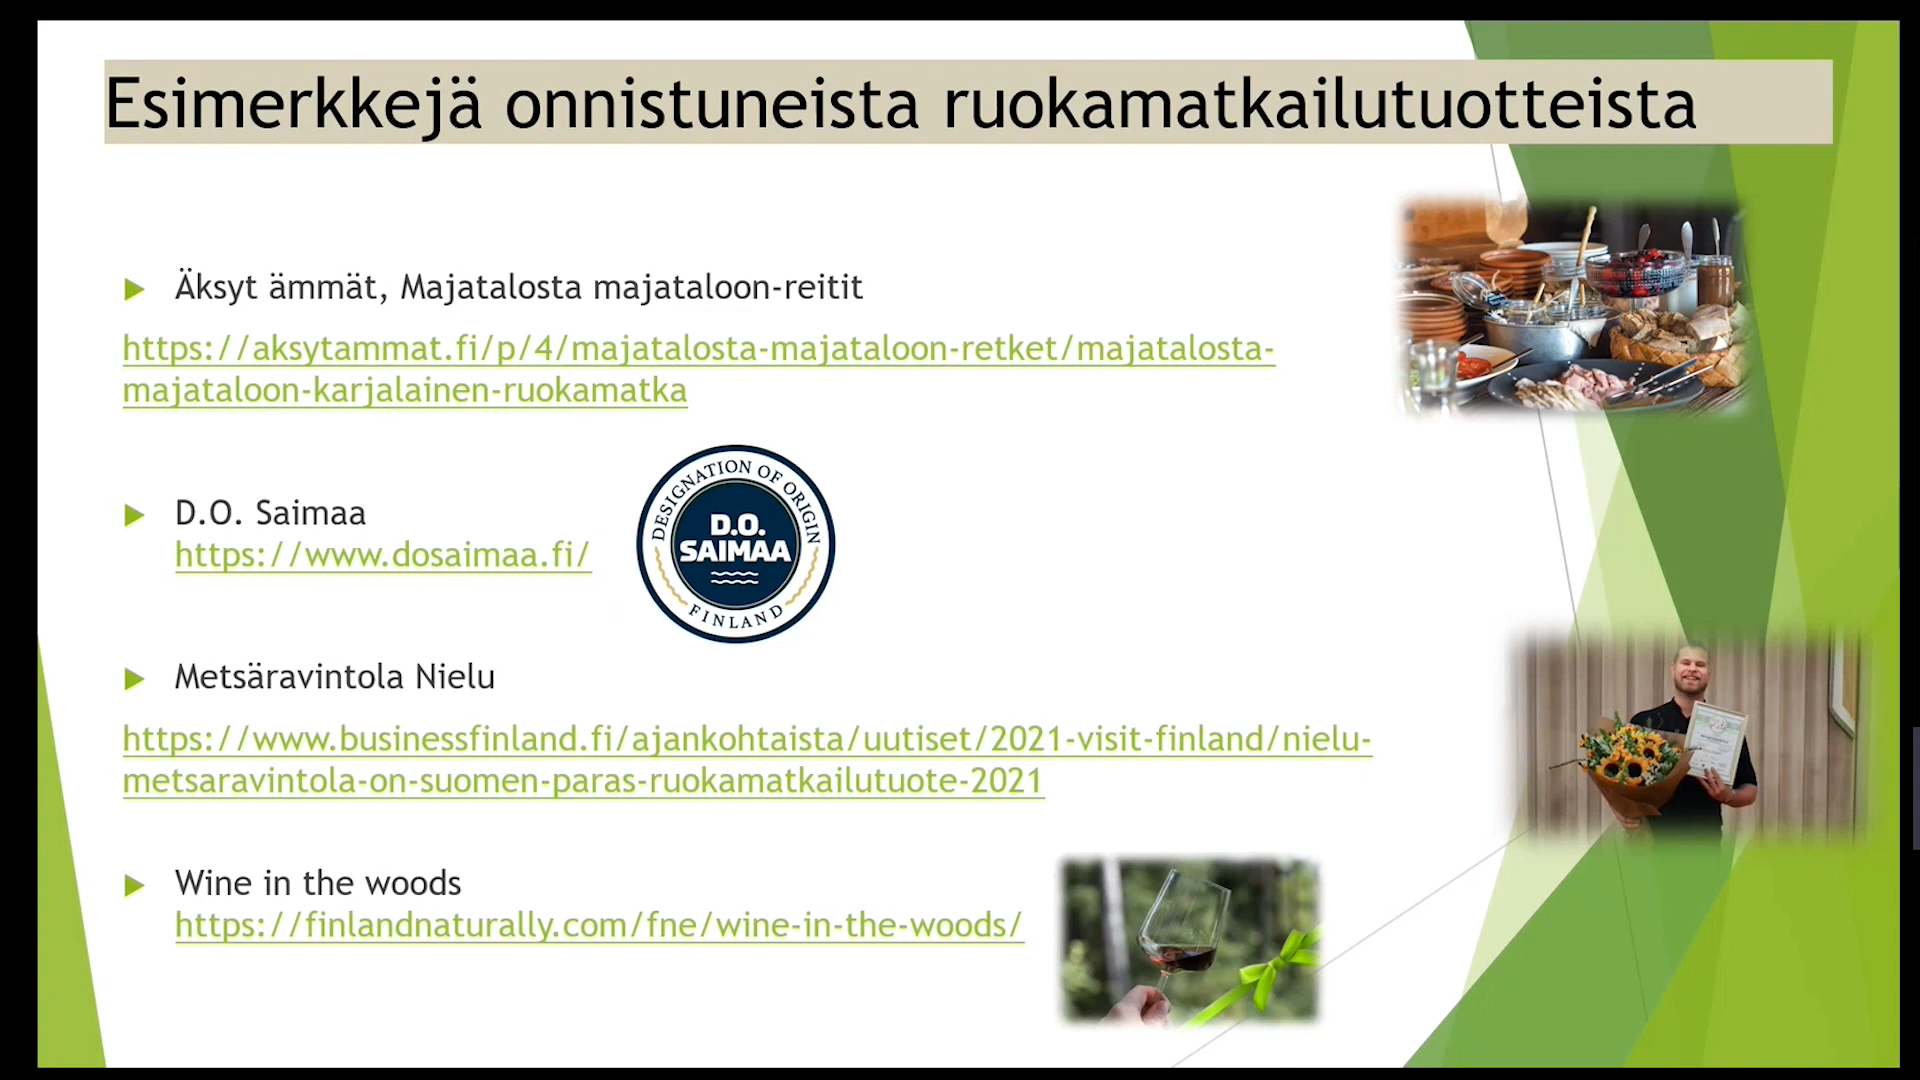 Esimerkkejä onnistuneista ruokamatkailutuotteista
Äksyt ämmät, Majatalosta majataloon-reitit
https://aksytammat.fi/p/4/majatalosta-majataloon-retket/majatalosta-
majataloon-karjalainen-ruokamatka
D.O. Saimaa
https://www.dosaimaa.fi/
DESIGNATION OF ORIGIN
D.O.
SAIMAA
FINLAND
Metsäravintola Nielu
https://www.businessfinland.fi/ajankohtaista/uutiset/2021-visit-finland/nielu-
metsaravintola-on-suomen-paras-ruokamatkailutuote-2021
Wine in the woods
https://finlandnaturally.com/fne/wine-in-the-woods/